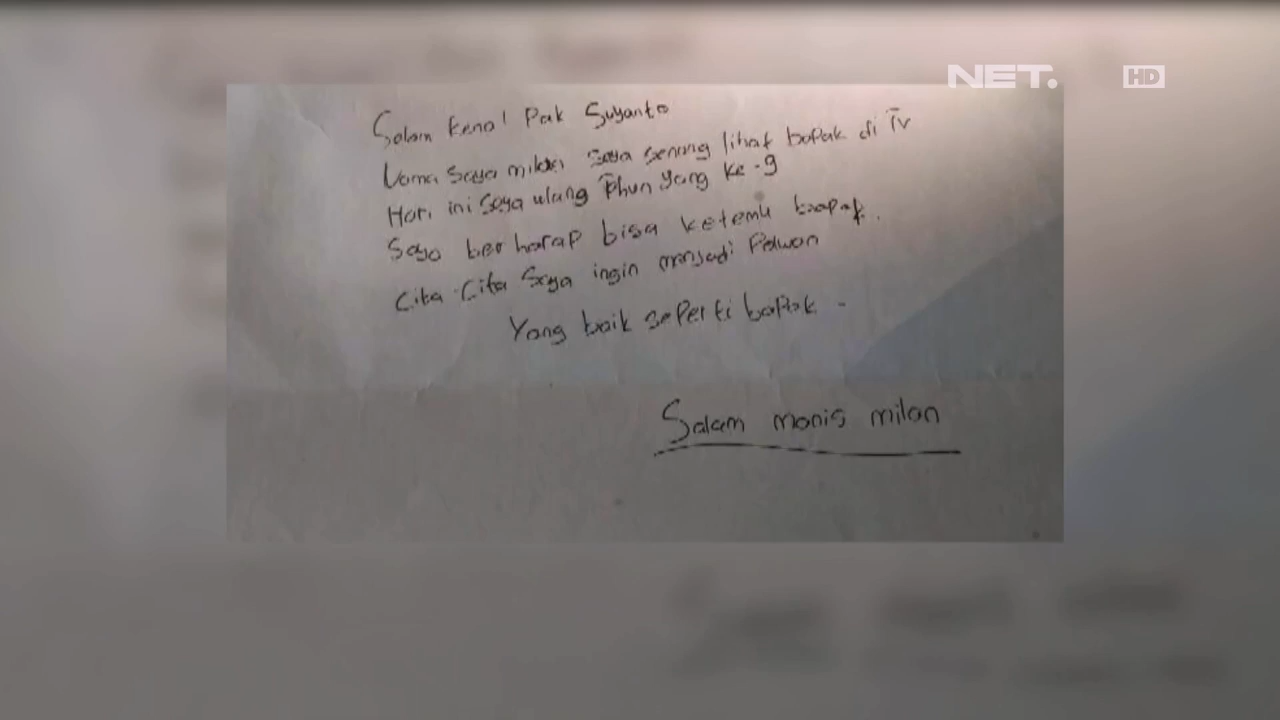 NET.
HD
Salam kenal Pak Suyanto
Nama saya milan saya senang lihat bapak di Tv
Hari ini saya ulang Thun yang ke-9
Saya berharap bisa ketemu bapak.
Cita-Cita saya ingin menjadi Polwan
Yang baik seperti bapak -
Salam manis milan